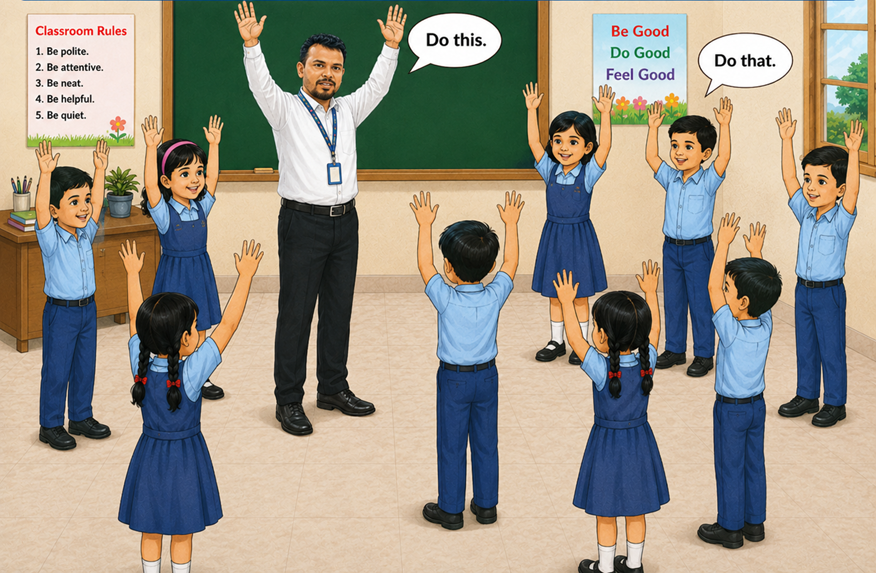 Classroom Rules
1. Be polite.
2. Be attentive.
3. Be neat.
4. Be helpful.
5. Be quiet.
Do this.
Be Good
Do Good
Feel Good
Do that.